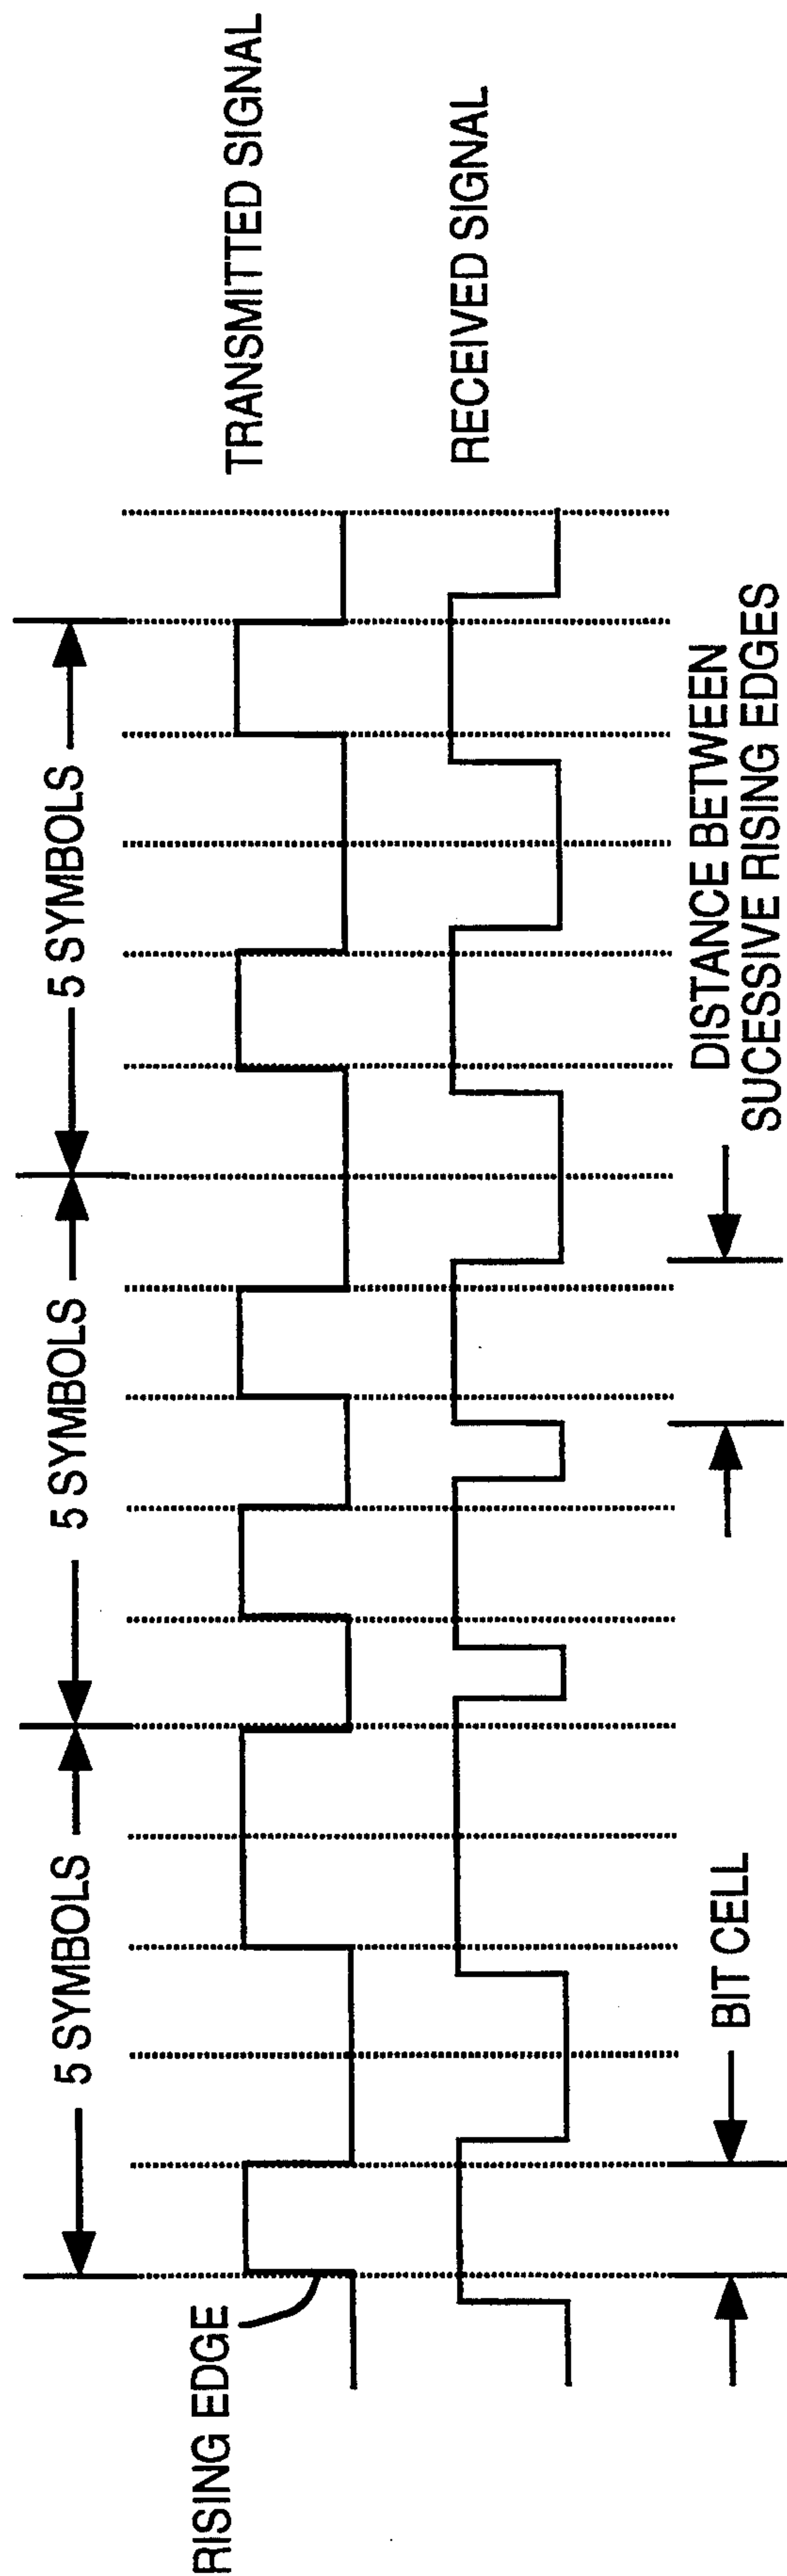 5 SYMBOLS
5 SYMBOLS
5 SYMBOLS
TRANSMITTED SIGNAL
RISING EDGE
RECEIVED SIGNAL
BIT CELL
DISTANCE BETWEEN
SUCESSIVE RISING EDGES